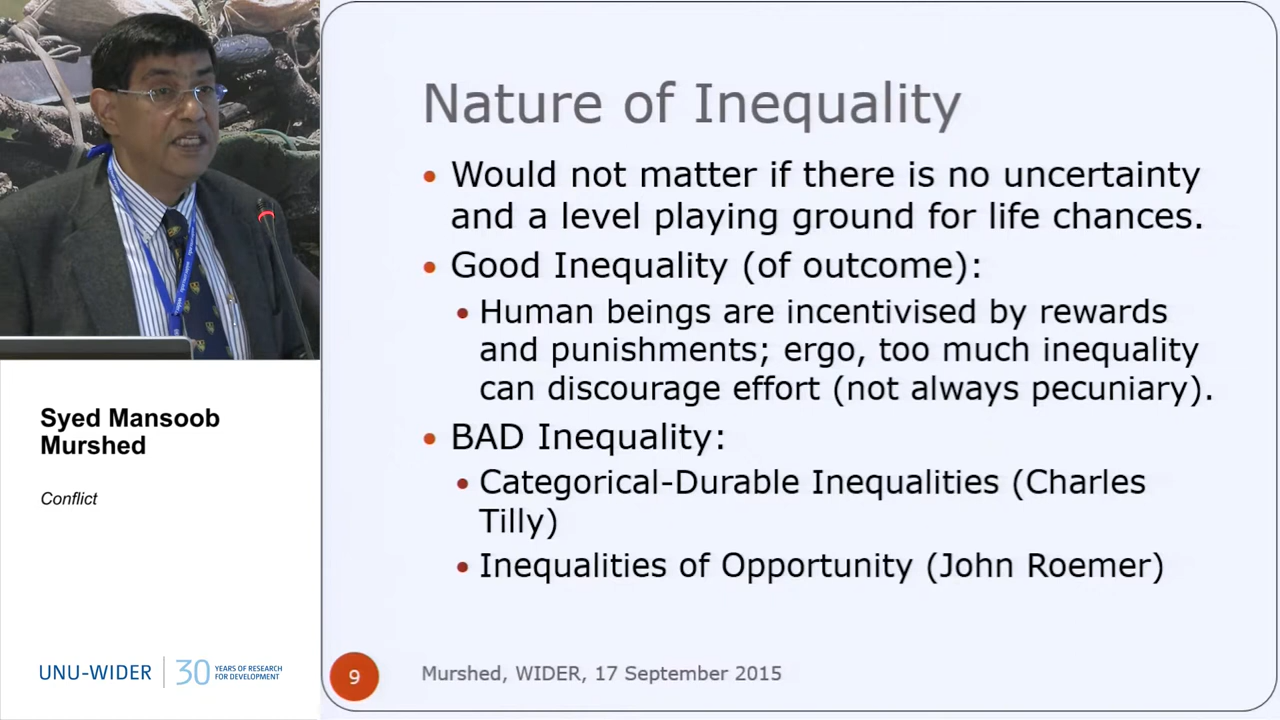 Nature of Inequality
• Would not matter if there is no uncertainty
and a level playing ground for life chances.
• Good Inequality (of outcome):
• Human beings are incentivised by rewards
and punishments; ergo, too much inequality
can discourage effort (not always pecuniary).
• BAD Inequality:
• Categorical-Durable Inequalities (Charles
Tilly)
• Inequalities of Opportunity (John Roemer)
9
Murshed, WIDER, 17 September 2015
Syed Mansoob
Murshed
Conflict
UNU-WIDER
30
YEARS OF RESEARCH
FOR DEVELOPMENT